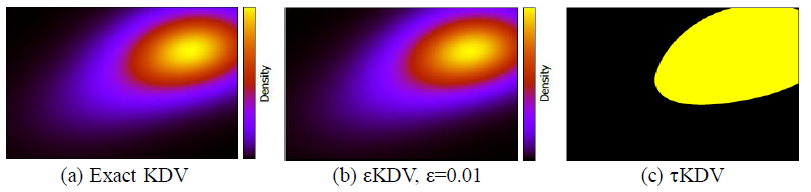 Density
Density
(a) Exact KDV
(b) εKDV, ε=0.01
(c) τKDV